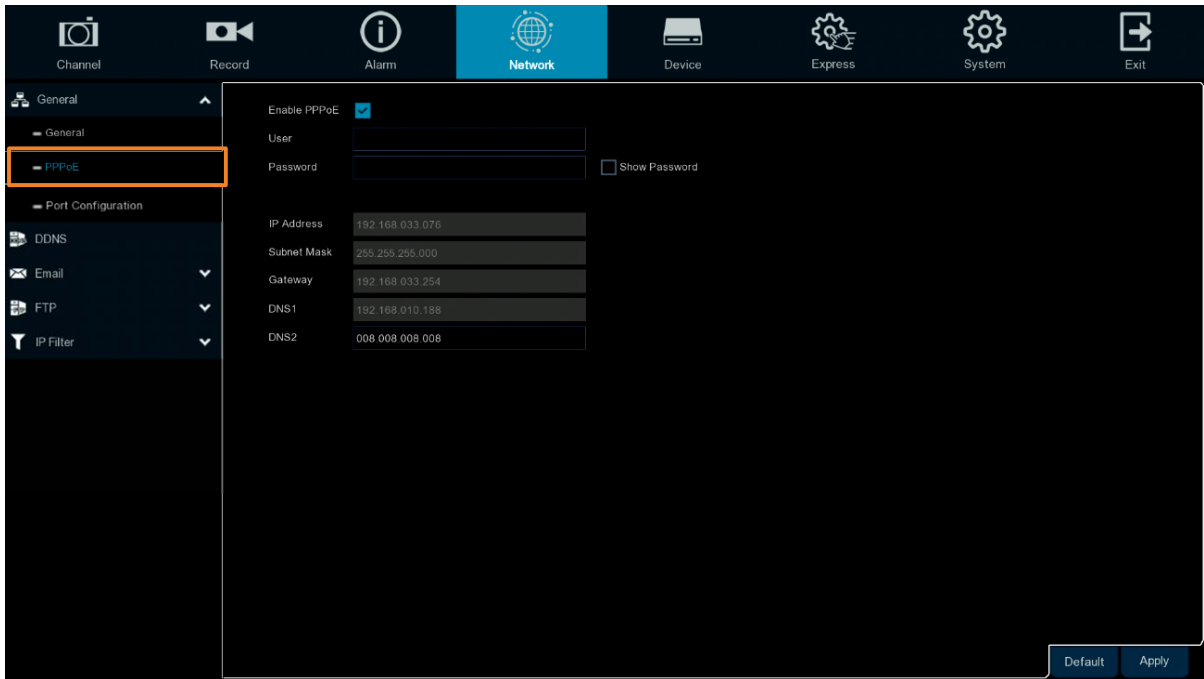 Channel
Record
Alarm
Network
Device
Express
System
Exit
General
General
PPPoE
Port Configuration
DDNS
Email
FTP
IP Filter
Enable PPPoE
User
Password
Show Password
IP Address 192.168.033.076
Subnet Mask 255.255.255.000
Gateway 192.168.033.254
DNS1 192.168.010.188
DNS2 008.008.008.008
Default
Apply